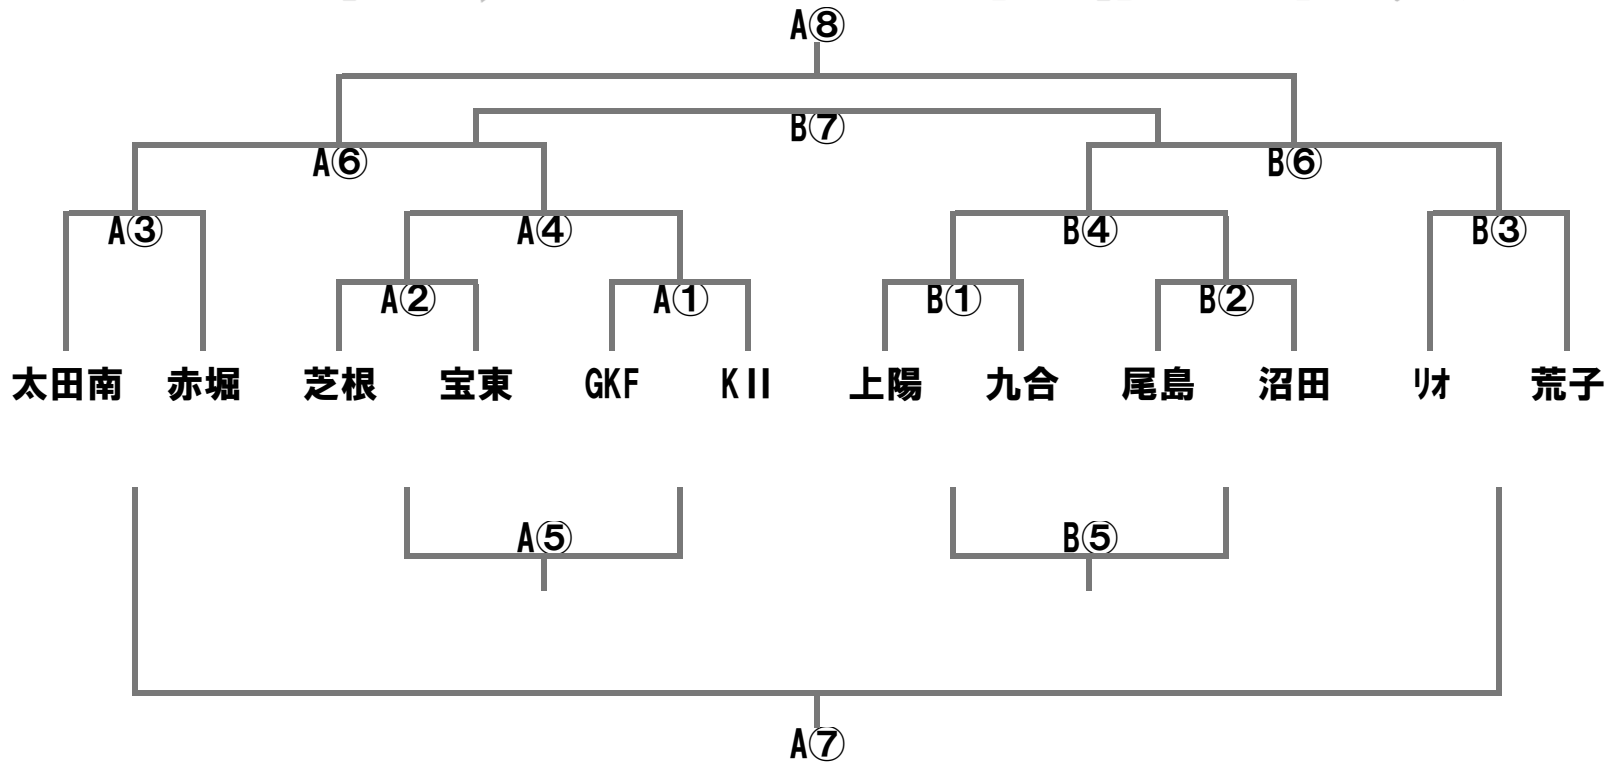 A⑧
B⑦
A⑥ B⑥
A③ A④ B④ B③
A② A① B① B②
太田南 赤堀 芝根 宝東 GKF KⅡ 上陽 九合 尾島 沼田 リオ 荒子
A⑤ B⑤
A⑦